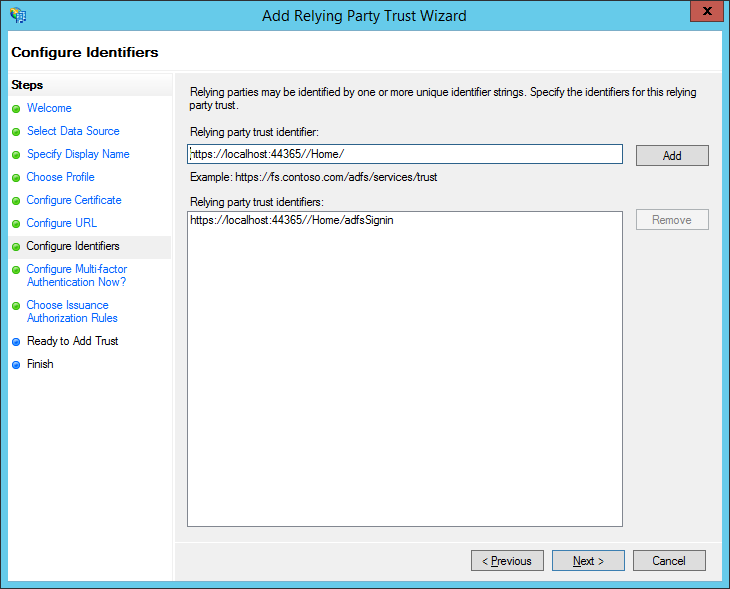 Add Relying Party Trust Wizard
X
Configure Identifiers
Steps
Welcome
Select Data Source
Specify Display Name
Choose Profile
Configure Certificate
Configure URL
Configure Identifiers
Configure Multi-factor
Authentication Now?
Choose Issuance
Authorization Rules
Ready to Add Trust
Finish
Relying parties may be identified by one or more unique identifier strings. Specify the identifiers for this relying
party trust.
Relying party trust identifier:
https://localhost:44365//Home/
Add
Example: https://fs.contoso.com/adfs/services/trust
Relying party trust identifiers:
https://localhost:44365//Home/adfsSignin
Remove
< Previous
Next >
Cancel